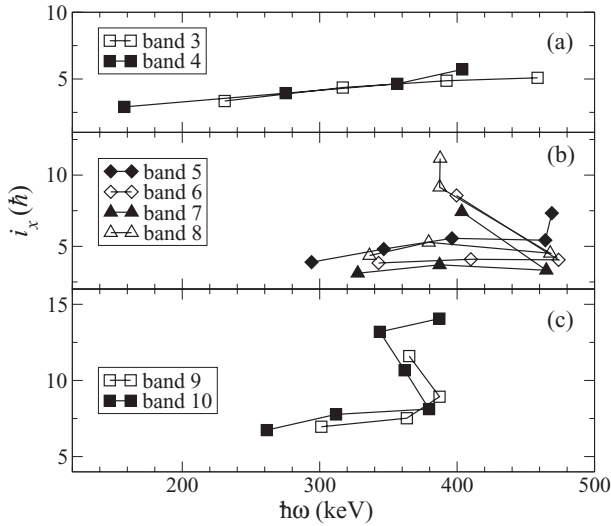 10
5
band 3
band 4
(a)
10
5
band 5
band 6
band 7
band 8
(b)
i_x (ħ)
15
10
5
band 9
band 10
(c)
200
300
400
500
ħω (keV)